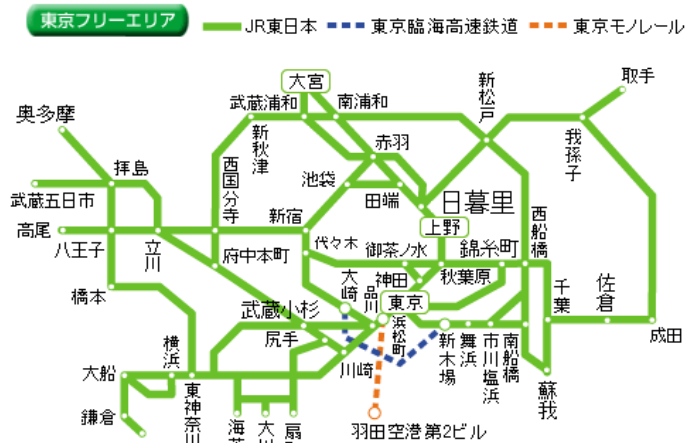 東京フリーエリア
JR東日本
東京臨海高速鉄道
東京モノレール
大宮
新松戸
取手
奥多摩
武蔵浦和
南浦和
新秋津
赤羽
我孫子
拝島
西国分寺
池袋
田端
日暮里
武蔵五日市
西船橋
高尾
新宿
上野
八王子
立川
府中本町
代々木
御茶ノ水
錦糸町
秋葉原
神田
大崎
品川
東京
浜松町
千葉
佐倉
橋本
武蔵小杉
尻手
横浜
川崎
新木場
舞浜
市川塩浜
南船橋
成田
大船
東神奈川
蘇我
鎌倉
海
大
川
扇
羽田空港第2ビル